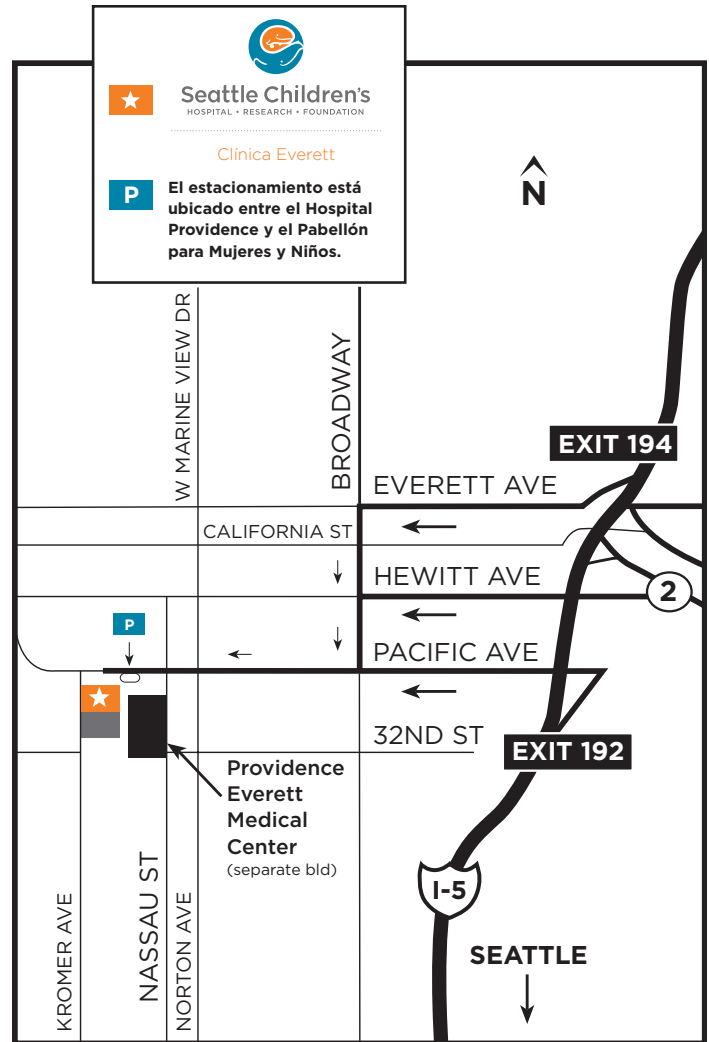 Seattle Children's
HOSPITAL • RESEARCH • FOUNDATION
Clínica Everett
P
El estacionamiento está
ubicado entre el Hospital
Providence y el Pabellón
para Mujeres y Niños.
N
W MARINE VIEW DR
BROADWAY
EXIT 194
EVERETT AVE
CALIFORNIA ST
HEWITT AVE
2
P
PACIFIC AVE
32ND ST
EXIT 192
Providence
Everett
Medical
Center
(separate bld)
I-5
KROMER AVE
NASSAU ST
NORTON AVE
SEATTLE